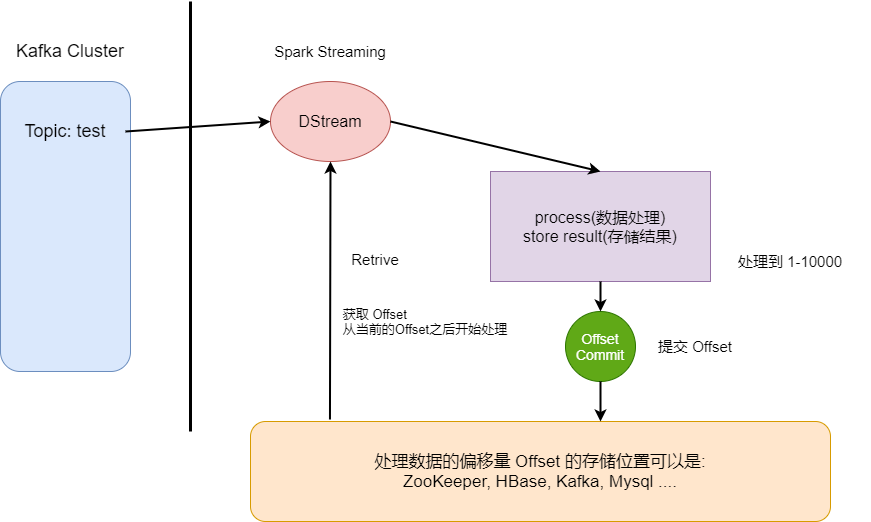 Kafka Cluster
Spark Streaming
Topic: test
DStream
process(数据处理)
store result(存储结果)
处理到 1-10000
Retrive
获取 Offset
从当前的Offset之后开始处理
Offset
Commit
提交 Offset
处理数据的偏移量 Offset 的存储位置可以是:
ZooKeeper, HBase, Kafka, Mysql ....